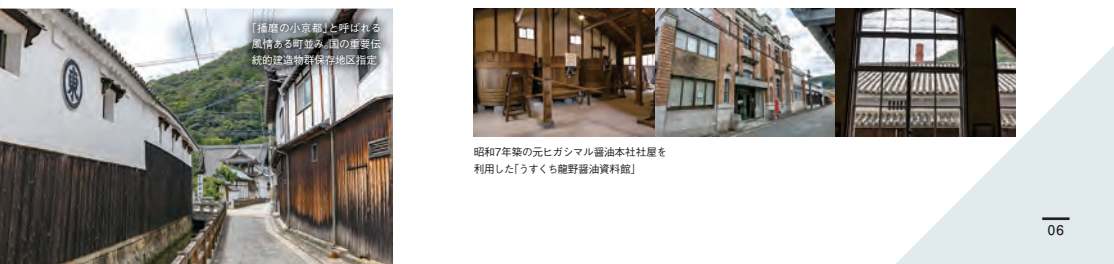 「播磨の小京都」と呼ばれる
風情ある町並み。国の重要伝
統的建造物群保存地区指定
東
昭和7年築の元ヒガシマル醤油本社社屋を
利用した「うすくち龍野醤油資料館」
06